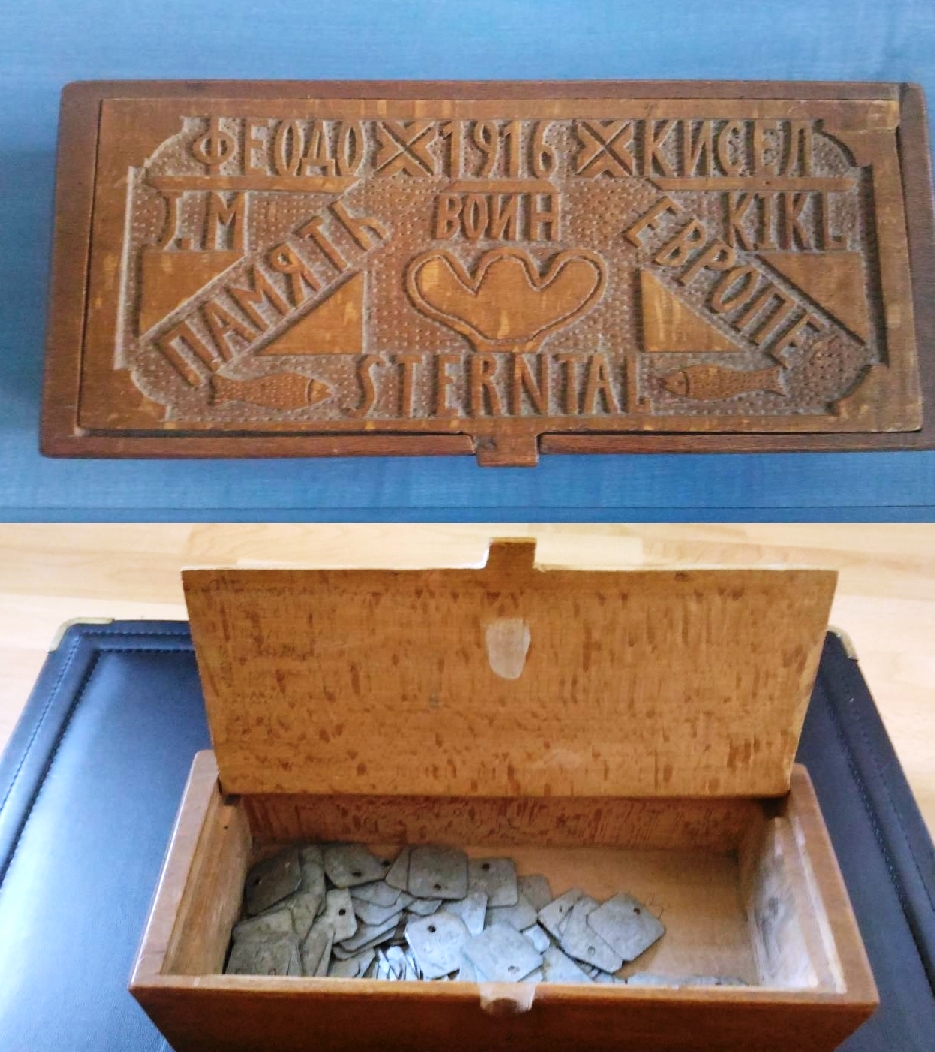 ФЕОДО 1916 КИСЕЛ
I.M ВОИН KIKL
ПАМЯТЬ ЕВРОПЕ
STERNTAL